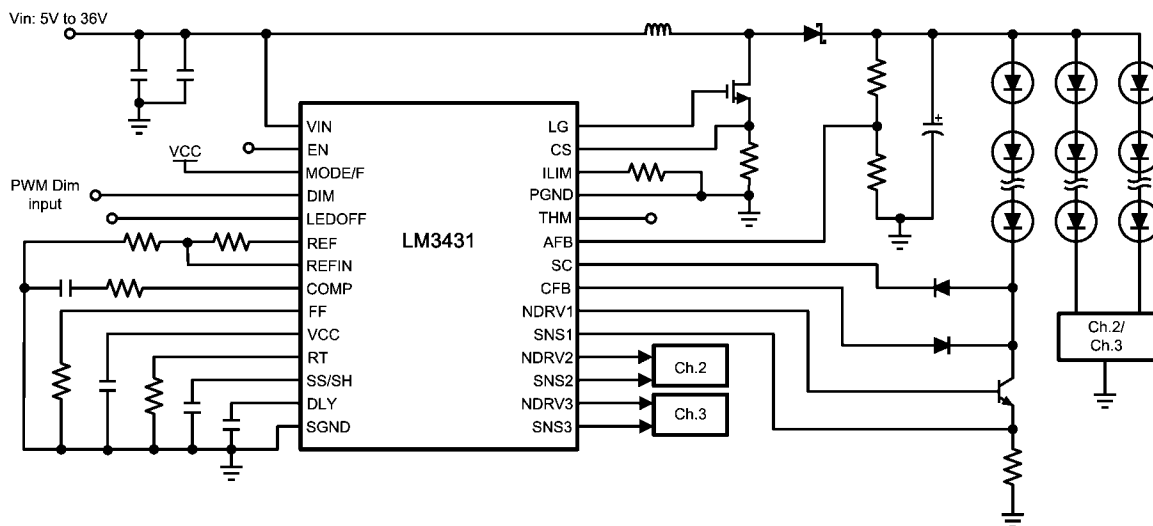 Vin: 5V to 36V
VCC
PWM Dim
input
LM3431
VIN
EN
MODE/F
DIM
LEDOFF
REF
REFIN
COMP
FF
VCC
RT
SS/SH
DLY
SGND
LG
CS
ILIM
PGND
THM
AFB
SC
CFB
NDRV1
SNS1
NDRV2
SNS2
NDRV3
SNS3
Ch.2
Ch.3
+
Ch.2/
Ch.3